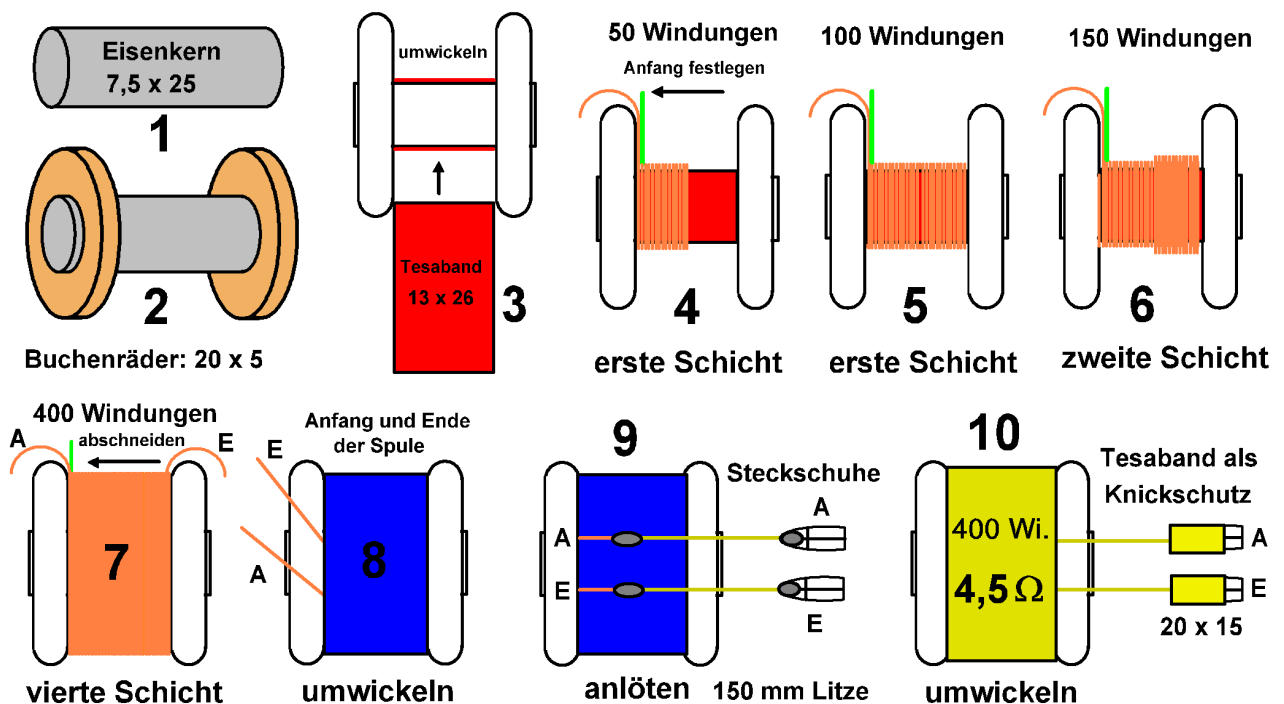 Eisenkern
7,5 x 25
1
2
Buchenräder: 20 x 5
umwickeln
Tesaband
13 x 26
3
50 Windungen
Anfang festlegen
4
erste Schicht
100 Windungen
5
erste Schicht
150 Windungen
6
zweite Schicht
400 Windungen
A
abschneiden
E
7
vierte Schicht
Anfang und Ende
der Spule
E
A
8
umwickeln
9
Steckschuhe
A
A
E
E
anlöten
150 mm Litze
10
Tesaband als
Knickschutz
400 Wi.
4,5 Ω
A
E
20 x 15
umwickeln